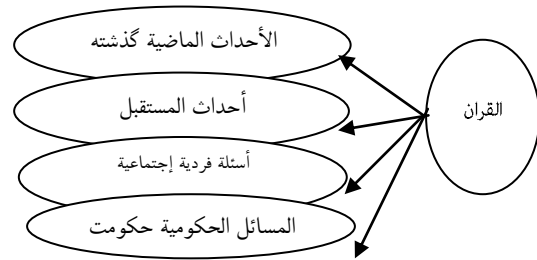 الأحداث الماضية گذشته
أحداث المستقبل
القران
أسئلة فردية إجتماعية
المسائل الحكومية حكومت